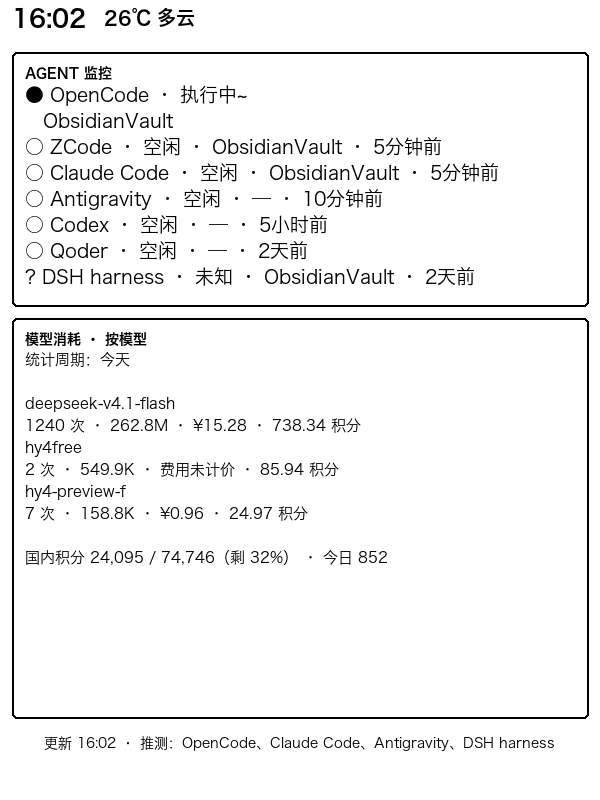 16:02 26℃ 多云
AGENT 监控
● OpenCode · 执行中~
ObsidianVault
○ ZCode · 空闲 · ObsidianVault · 5分钟前
○ Claude Code · 空闲 · ObsidianVault · 5分钟前
○ Antigravity · 空闲 · — · 10分钟前
○ Codex · 空闲 · — · 5小时前
○ Qoder · 空闲 · — · 2天前
? DSH harness · 未知 · ObsidianVault · 2天前
模型消耗 · 按模型
统计周期：今天
deepseek-v4.1-flash
1240 次 · 262.8M · ¥15.28 · 738.34 积分
hy4free
2 次 · 549.9K · 费用未计价 · 85.94 积分
hy4-preview-f
7 次 · 158.8K · ¥0.96 · 24.97 积分
国内积分 24,095 / 74,746（剩 32%） · 今日 852
更新 16:02 · 推测：OpenCode、Claude Code、Antigravity、DSH harness